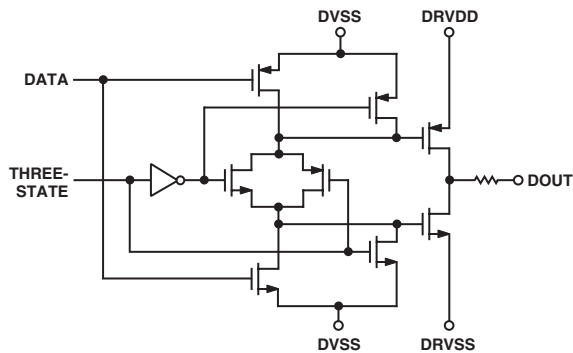 DVSS
DRVDD
DATA
THREE-
STATE
DOUT
DVSS
DRVSS